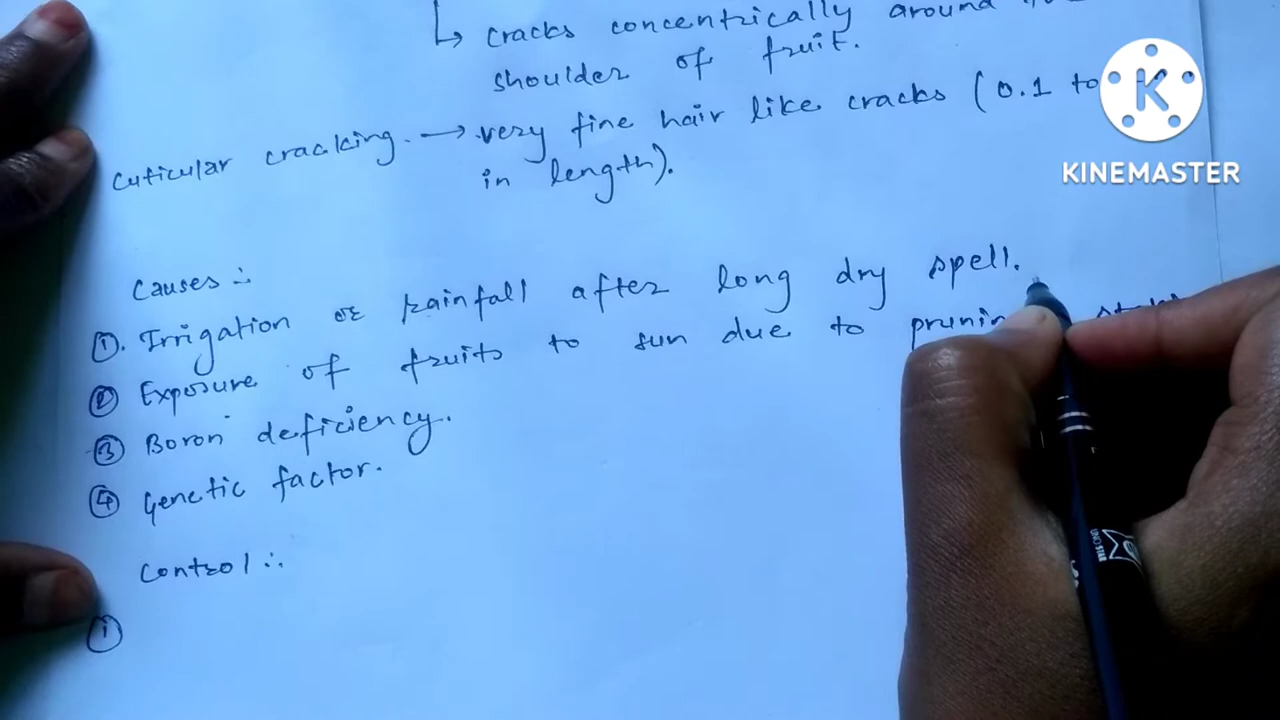 ↳ cracks concentrically around
shoulder of fruit.
cuticular cracking. → very fine hair like cracks (0.1 to
in length).
KINEMASTER
Causes :-
①. Irrigation or rainfall after long dry spell.
② Exposure of fruits to sun due to
③ Boron deficiency.
④ Genetic factor.
Control :-
①